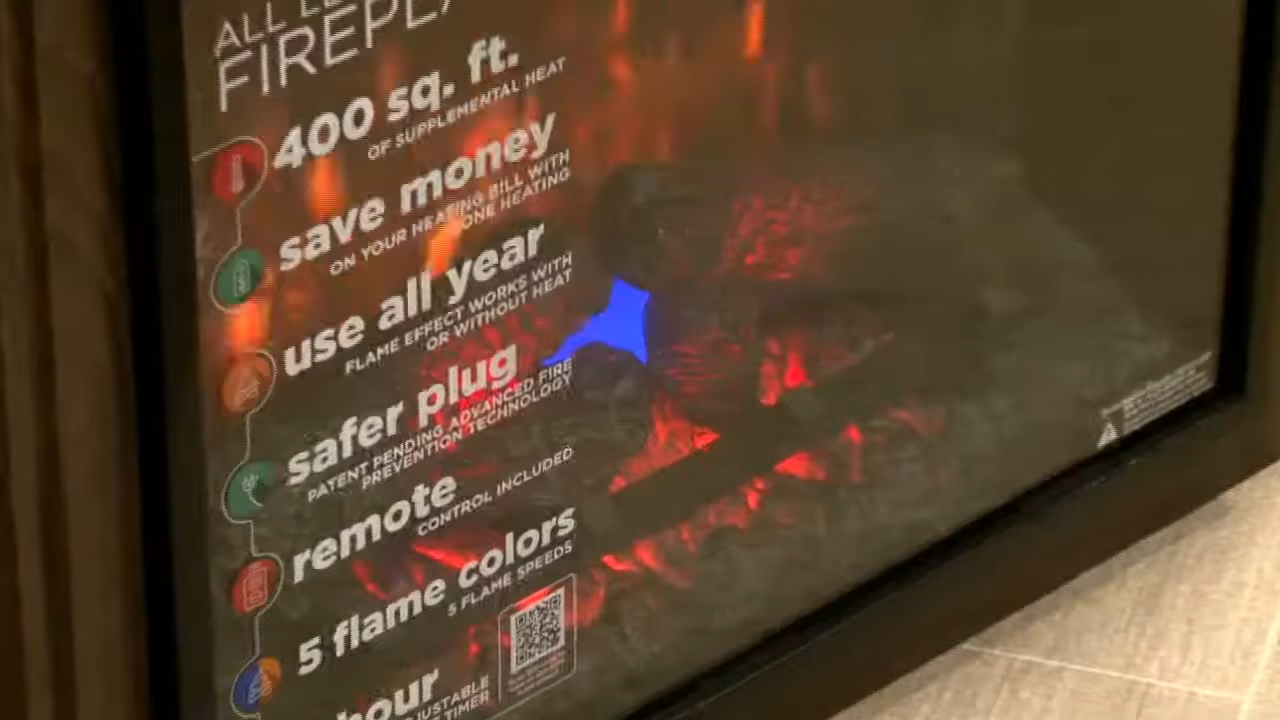 ALL
FIREPL
400 sq. ft.
OF SUPPLEMENTAL HEAT
save money
ON YOUR HEATING BILL WITH
ZONE HEATING
use all year
FLAME EFFECT WORKS WITH
OR WITHOUT HEAT
safer plug
PATENT PENDING ADVANCED FIRE
PREVENTION TECHNOLOGY
remote
CONTROL INCLUDED
5 flame colors
5 FLAME SPEEDS
hour
TIMER